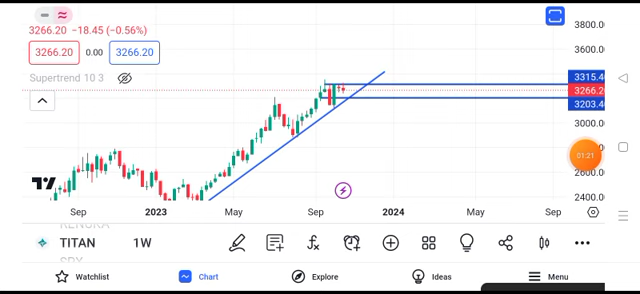 3266.20 −18.45 (−0.56%)
3266.20 0.00 3266.20
Supertrend 10 3
3800.00
3600.00
3315.4
3266.20
3203.4
3000.00
2600.00
2400.00
01:21
Sep 2023 May Sep 2024 May Sep
TITAN 1W
Watchlist Chart Explore Ideas Menu